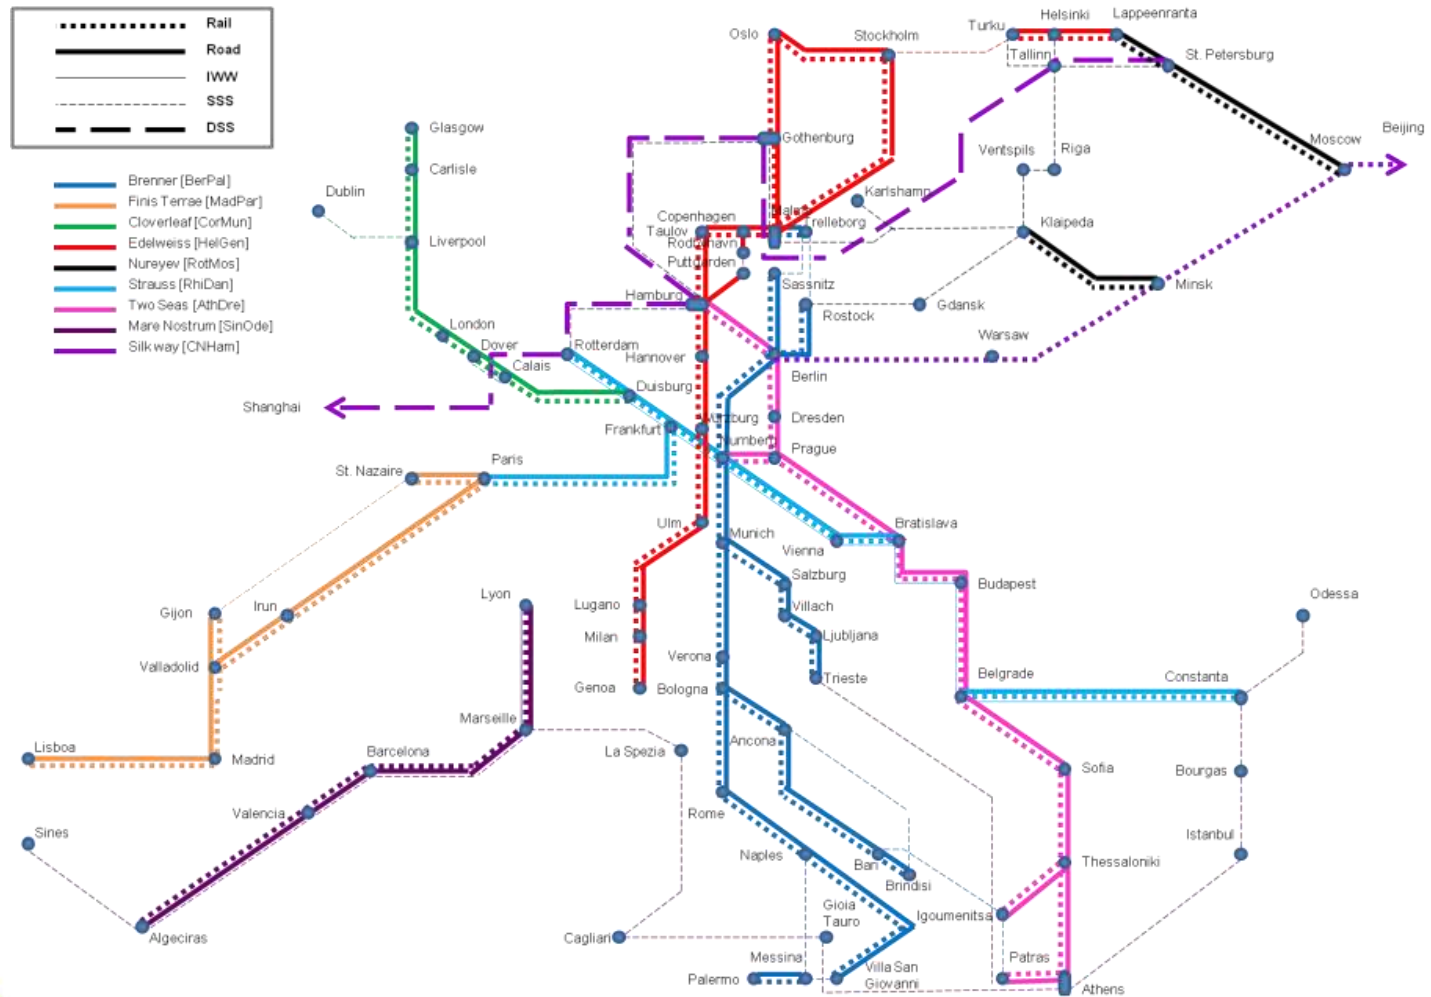 Rail
Road
IWW
SSS
DSS
Brenner [BerPal]
Finis Terrae [MadPar]
Cloverleaf [CorMun]
Edelweiss [HelGen]
Nureyev [RotMos]
Strauss [RhiDan]
Two Seas [AthDre]
Mare Nostrum [SinOde]
Silk way [CNHam]
Oslo
Stockholm
Turku
Helsinki
Lappeenranta
Tallinn
St. Petersburg
Moscow
Beijing
Glasgow
Gothenburg
Carlisle
Ventspils
Riga
Dublin
Karlshamn
Copenhagen
Taulov
Trelleborg
Klaipeda
Liverpool
Puttgarden
Sassnitz
Minsk
Hamburg
Rostock
Gdansk
London
Dover
Rotterdam
Hannover
Warsaw
Calais
Berlin
Duisburg
Shanghai
Dresden
Frankfurt
Prague
Paris
St. Nazaire
Ulm
Munich
Vienna
Bratislava
Salzburg
Budapest
Lyon
Lugano
Villach
Odessa
Gijon
Irun
Milan
Ljubljana
Valladolid
Verona
Trieste
Belgrade
Constanta
Genoa
Bologna
Marseille
Lisboa
Madrid
Barcelona
La Spezia
Ancona
Sofia
Bourgas
Valencia
Rome
Sines
Istanbul
Naples
Bari
Thessaloniki
Brindisi
Gioia
Tauro
Igoumenitsa
Algeciras
Cagliari
Messina
Patras
Palermo
Villa San
Giovanni
Athens